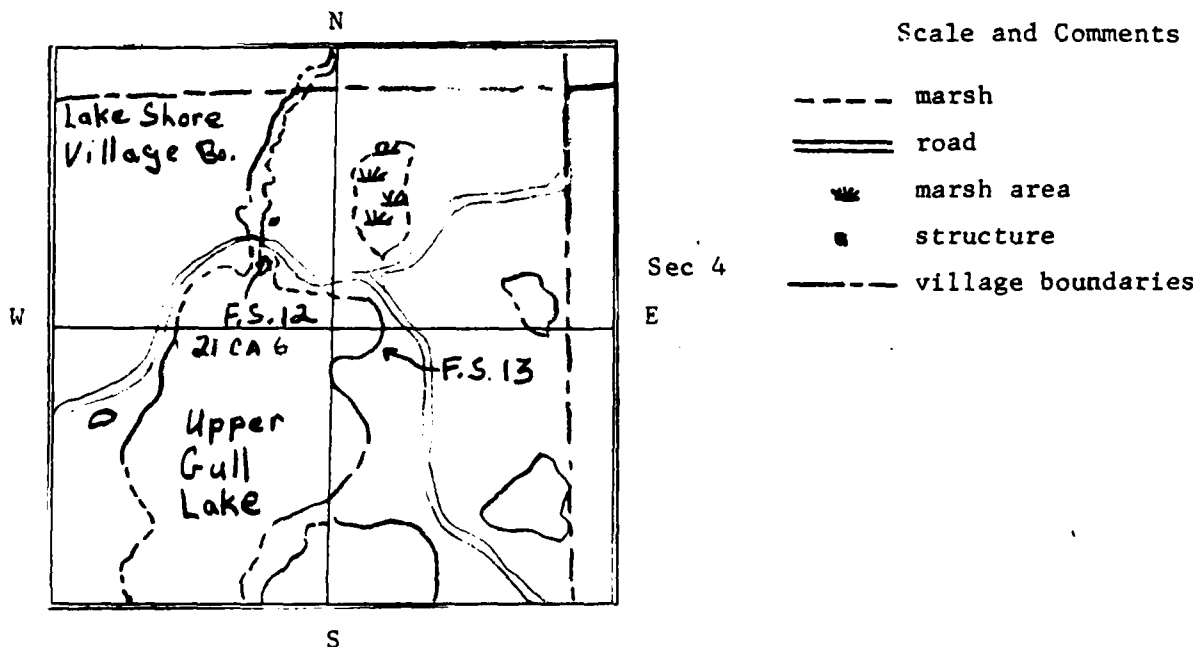 N
Scale and Comments
marsh
road
marsh area
structure
village boundaries
Lake Shore
Village Bo.
Sec 4
W
E
F.S. 12
21 CA 6
F.S. 13
Upper
Gull
Lake
S